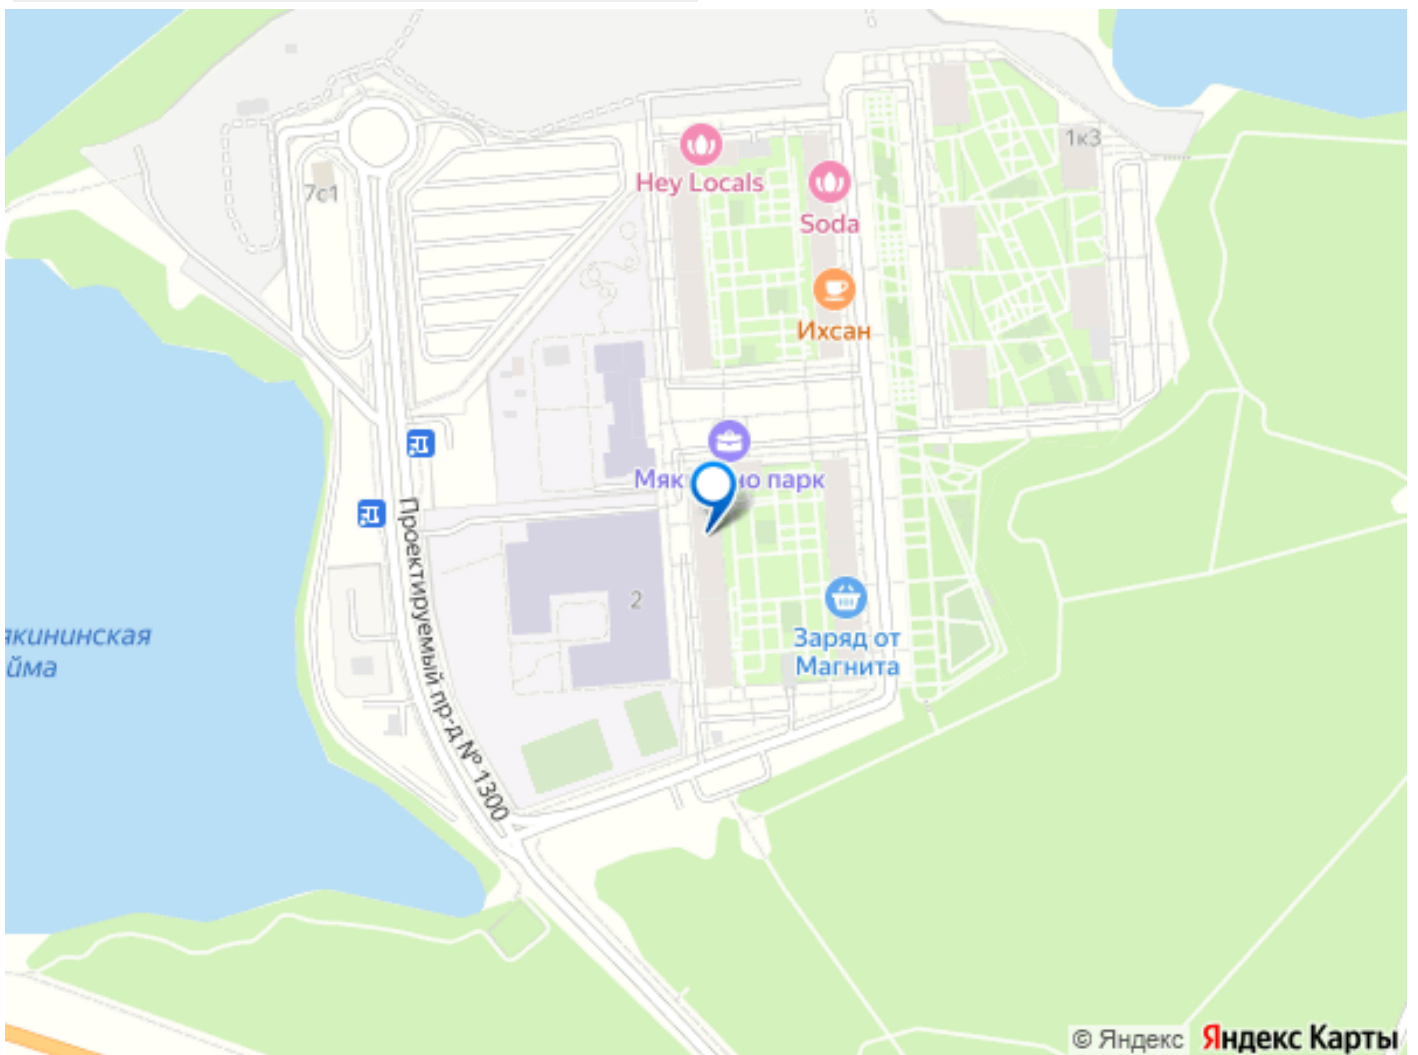 1к3
Hey Locals
7с1
Soda
Ихсан
Мяк но парк
Проектируемый пр-д № 1300
2
Заряд от
Магнита
якининская
йма
© Яндекс Яндекс Карты